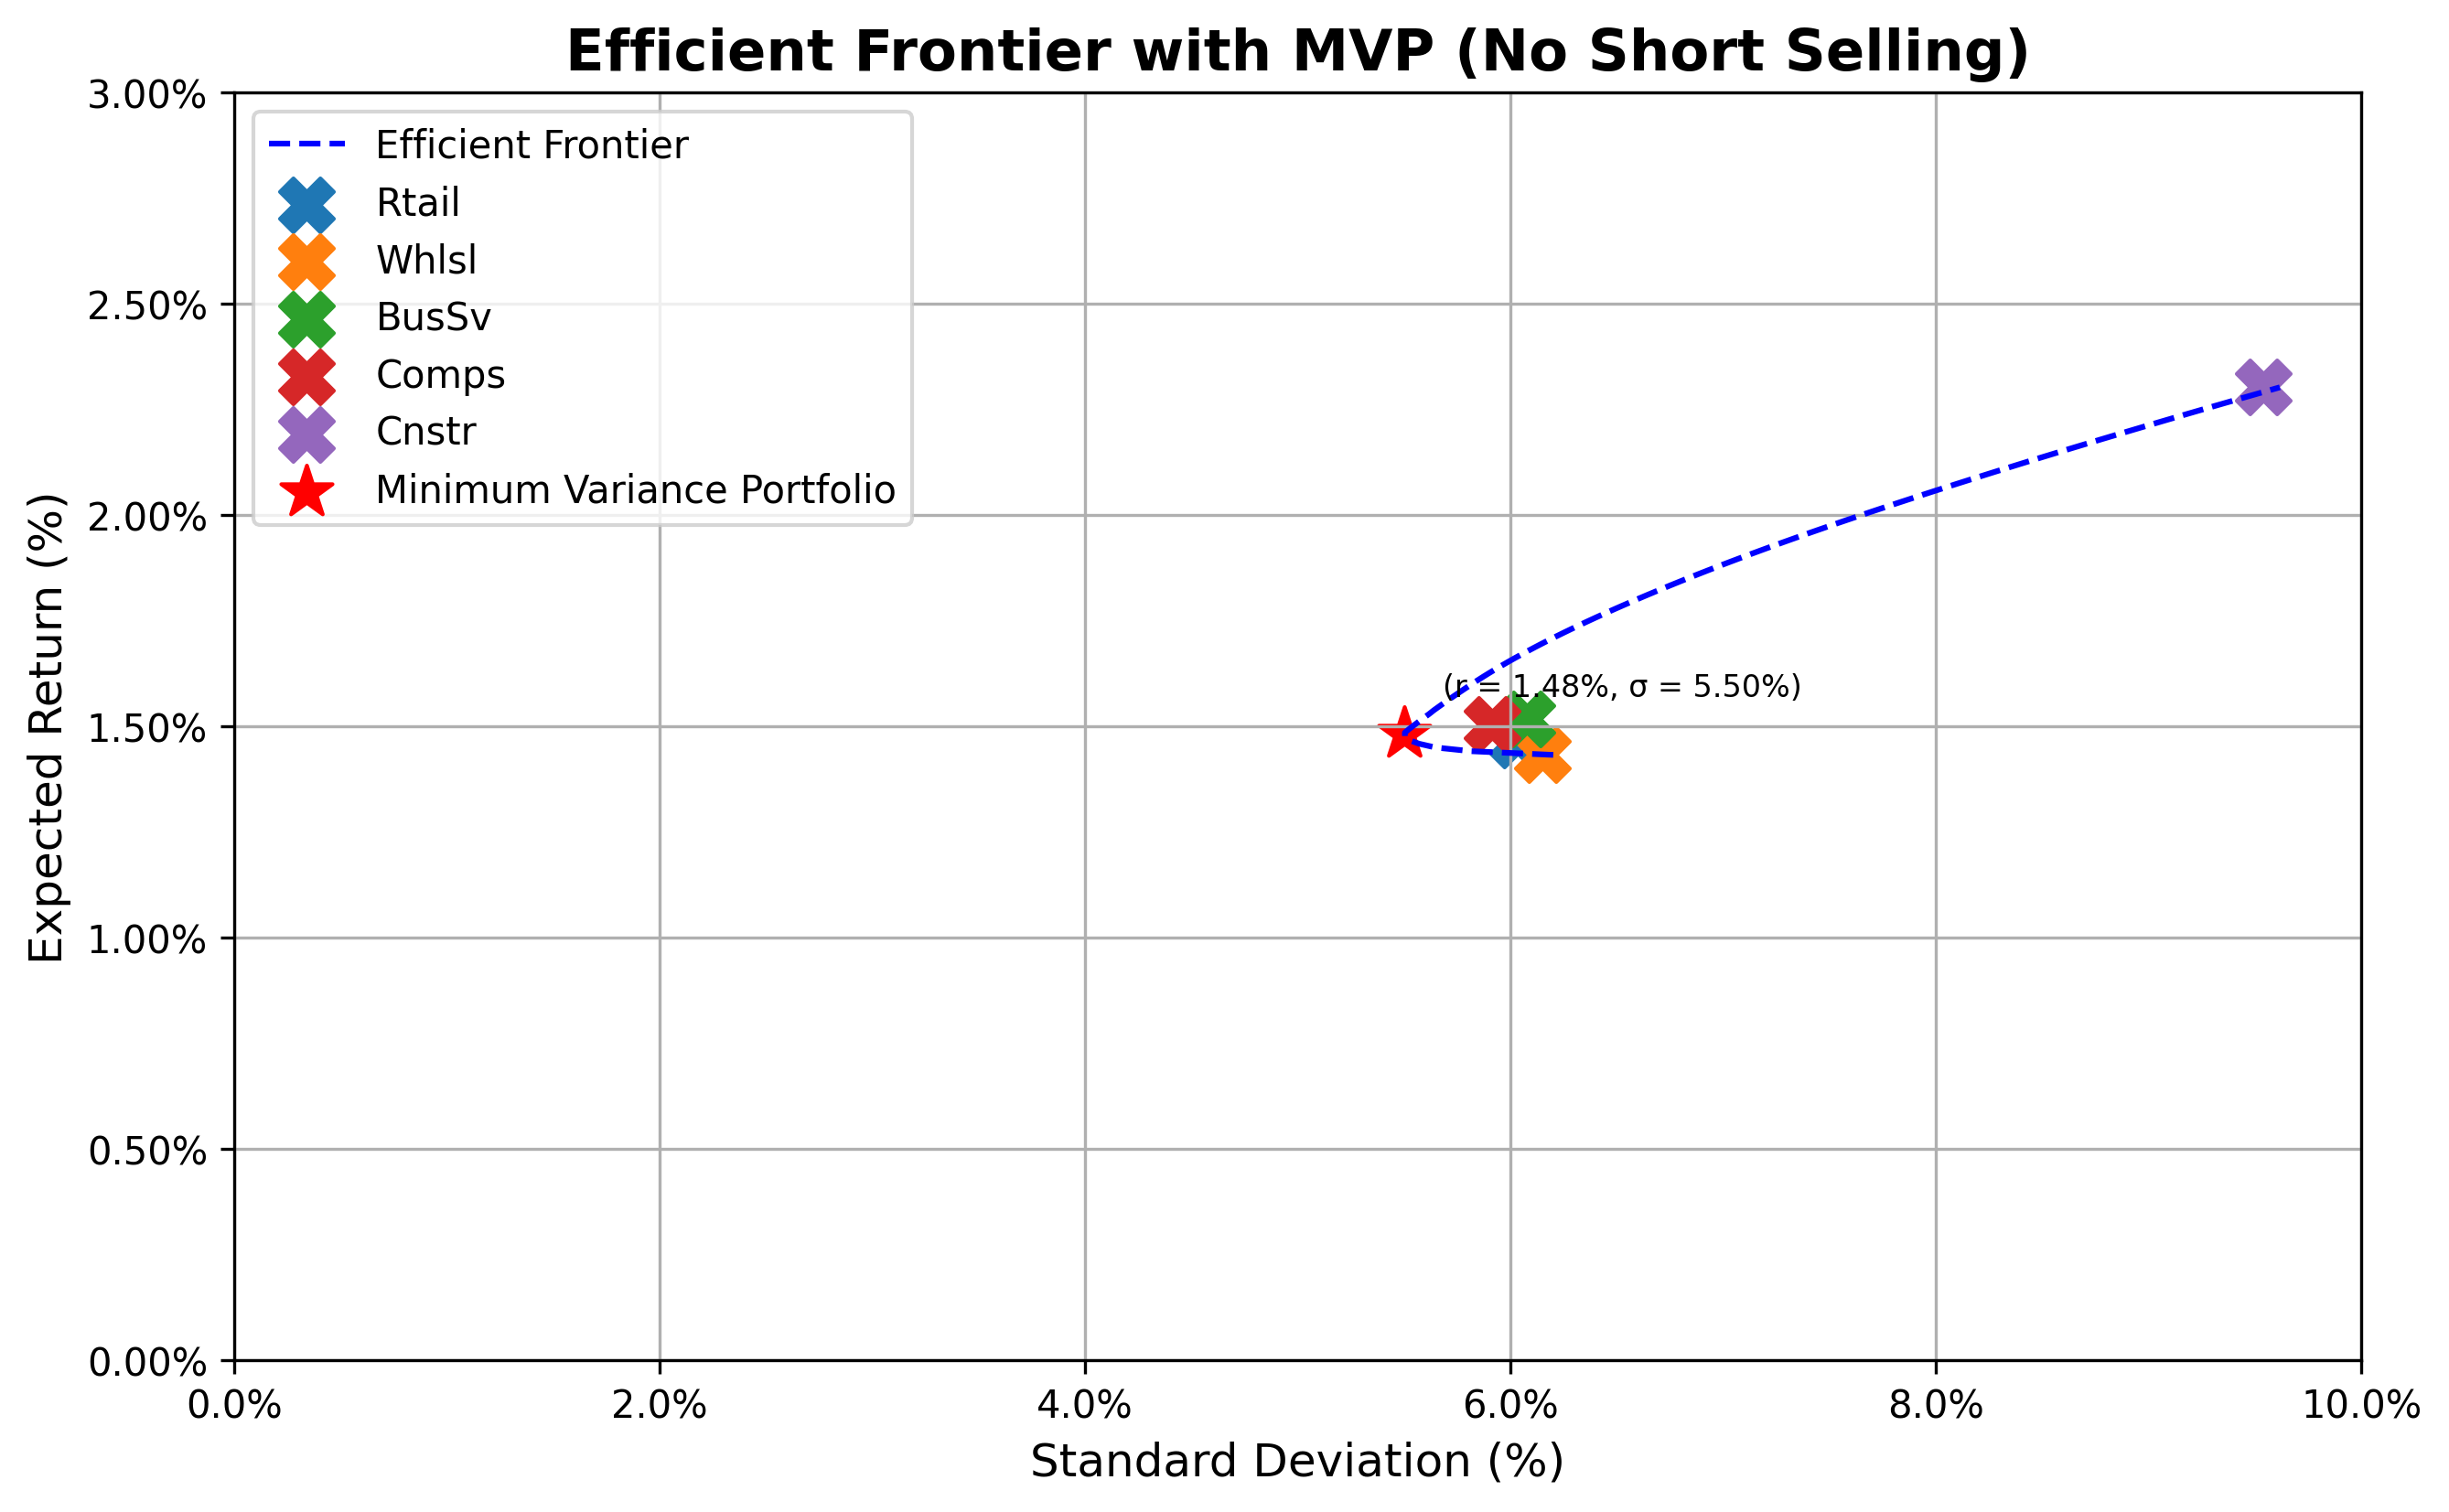 Efficient Frontier with MVP (No Short Selling)
3.00%
2.50%
2.00%
1.50%
1.00%
0.50%
0.00%
Expected Return (%)
Efficient Frontier
Rtail
Whlsl
BusSv
Comps
Cnstr
Minimum Variance Portfolio
(r = 1.48%, σ = 5.50%)
0.0% 2.0% 4.0% 6.0% 8.0% 10.0%
Standard Deviation (%)